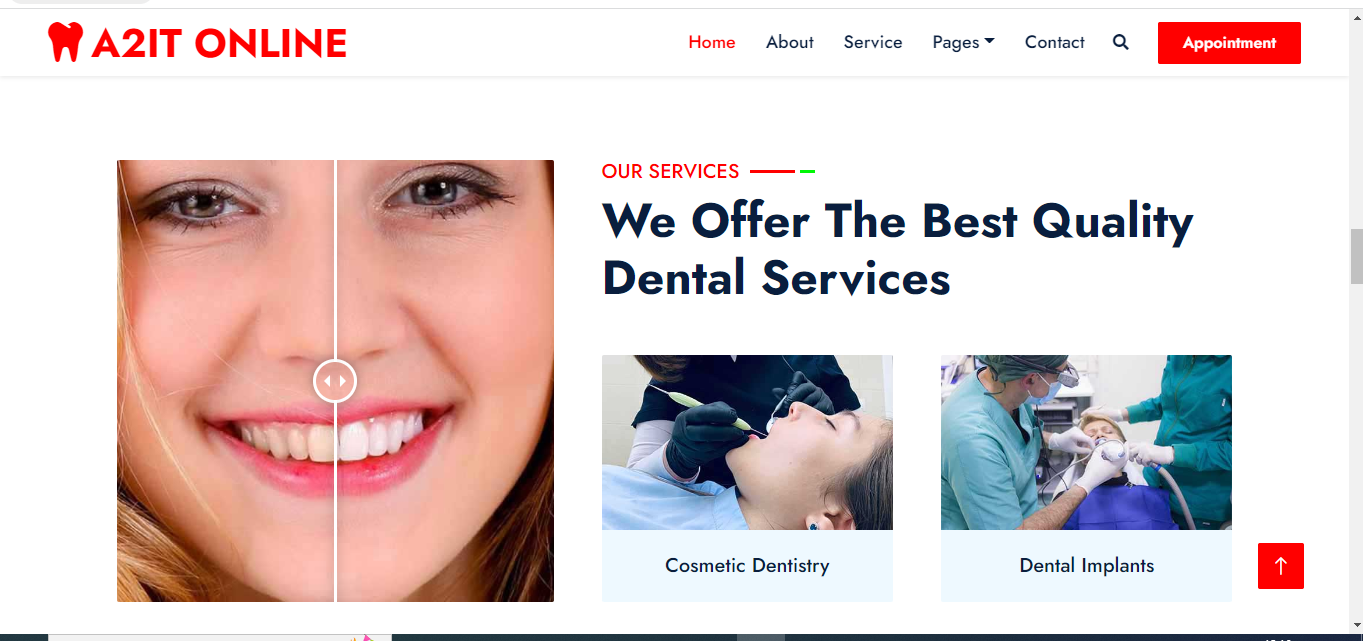 A2IT ONLINE
Home About Service Pages Contact Appointment
OUR SERVICES
We Offer The Best Quality
Dental Services
Cosmetic Dentistry Dental Implants